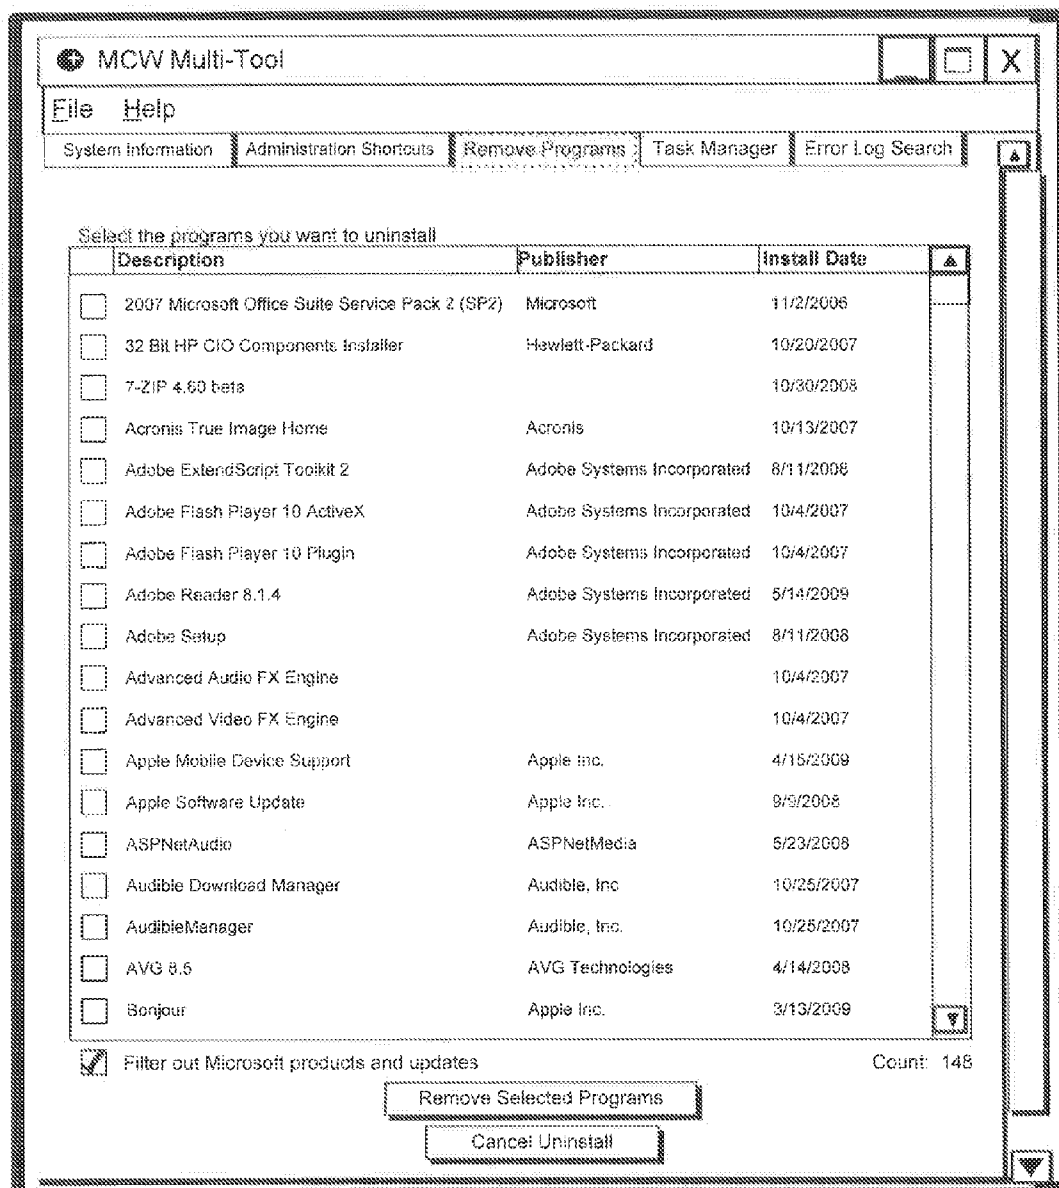 MCW Multi-Tool
X
File Help
System Information Administration Shortcuts Remove Programs Task Manager Error Log Search
Select the programs you want to uninstall
Description Publisher Install Date
2007 Microsoft Office Suite Service Pack 2 (SP2) Microsoft 11/2/2006
32 Bit HP CIO Components Installer Hewlett-Packard 10/20/2007
7-ZIP 4.60 beta 10/30/2008
Acronis True Image Home Acronis 10/13/2007
Adobe ExtendScript Toolkit 2 Adobe Systems Incorporated 8/11/2008
Adobe Flash Player 10 ActiveX Adobe Systems Incorporated 10/4/2007
Adobe Flash Player 10 Plugin Adobe Systems Incorporated 10/4/2007
Adobe Reader 8.1.4 Adobe Systems Incorporated 5/14/2009
Adobe Setup Adobe Systems Incorporated 8/11/2008
Advanced Audio FX Engine 10/4/2007
Advanced Video FX Engine 10/4/2007
Apple Mobile Device Support Apple Inc. 4/15/2009
Apple Software Update Apple Inc. 9/9/2008
ASPNetAudio ASPNetMedia 5/23/2008
Audible Download Manager Audible, Inc 10/25/2007
AudibleManager Audible, Inc. 10/25/2007
AVG 8.5 AVG Technologies 4/14/2008
Bonjour Apple Inc. 3/13/2009
Filter out Microsoft products and updates Count: 148
Remove Selected Programs
Cancel Uninstall